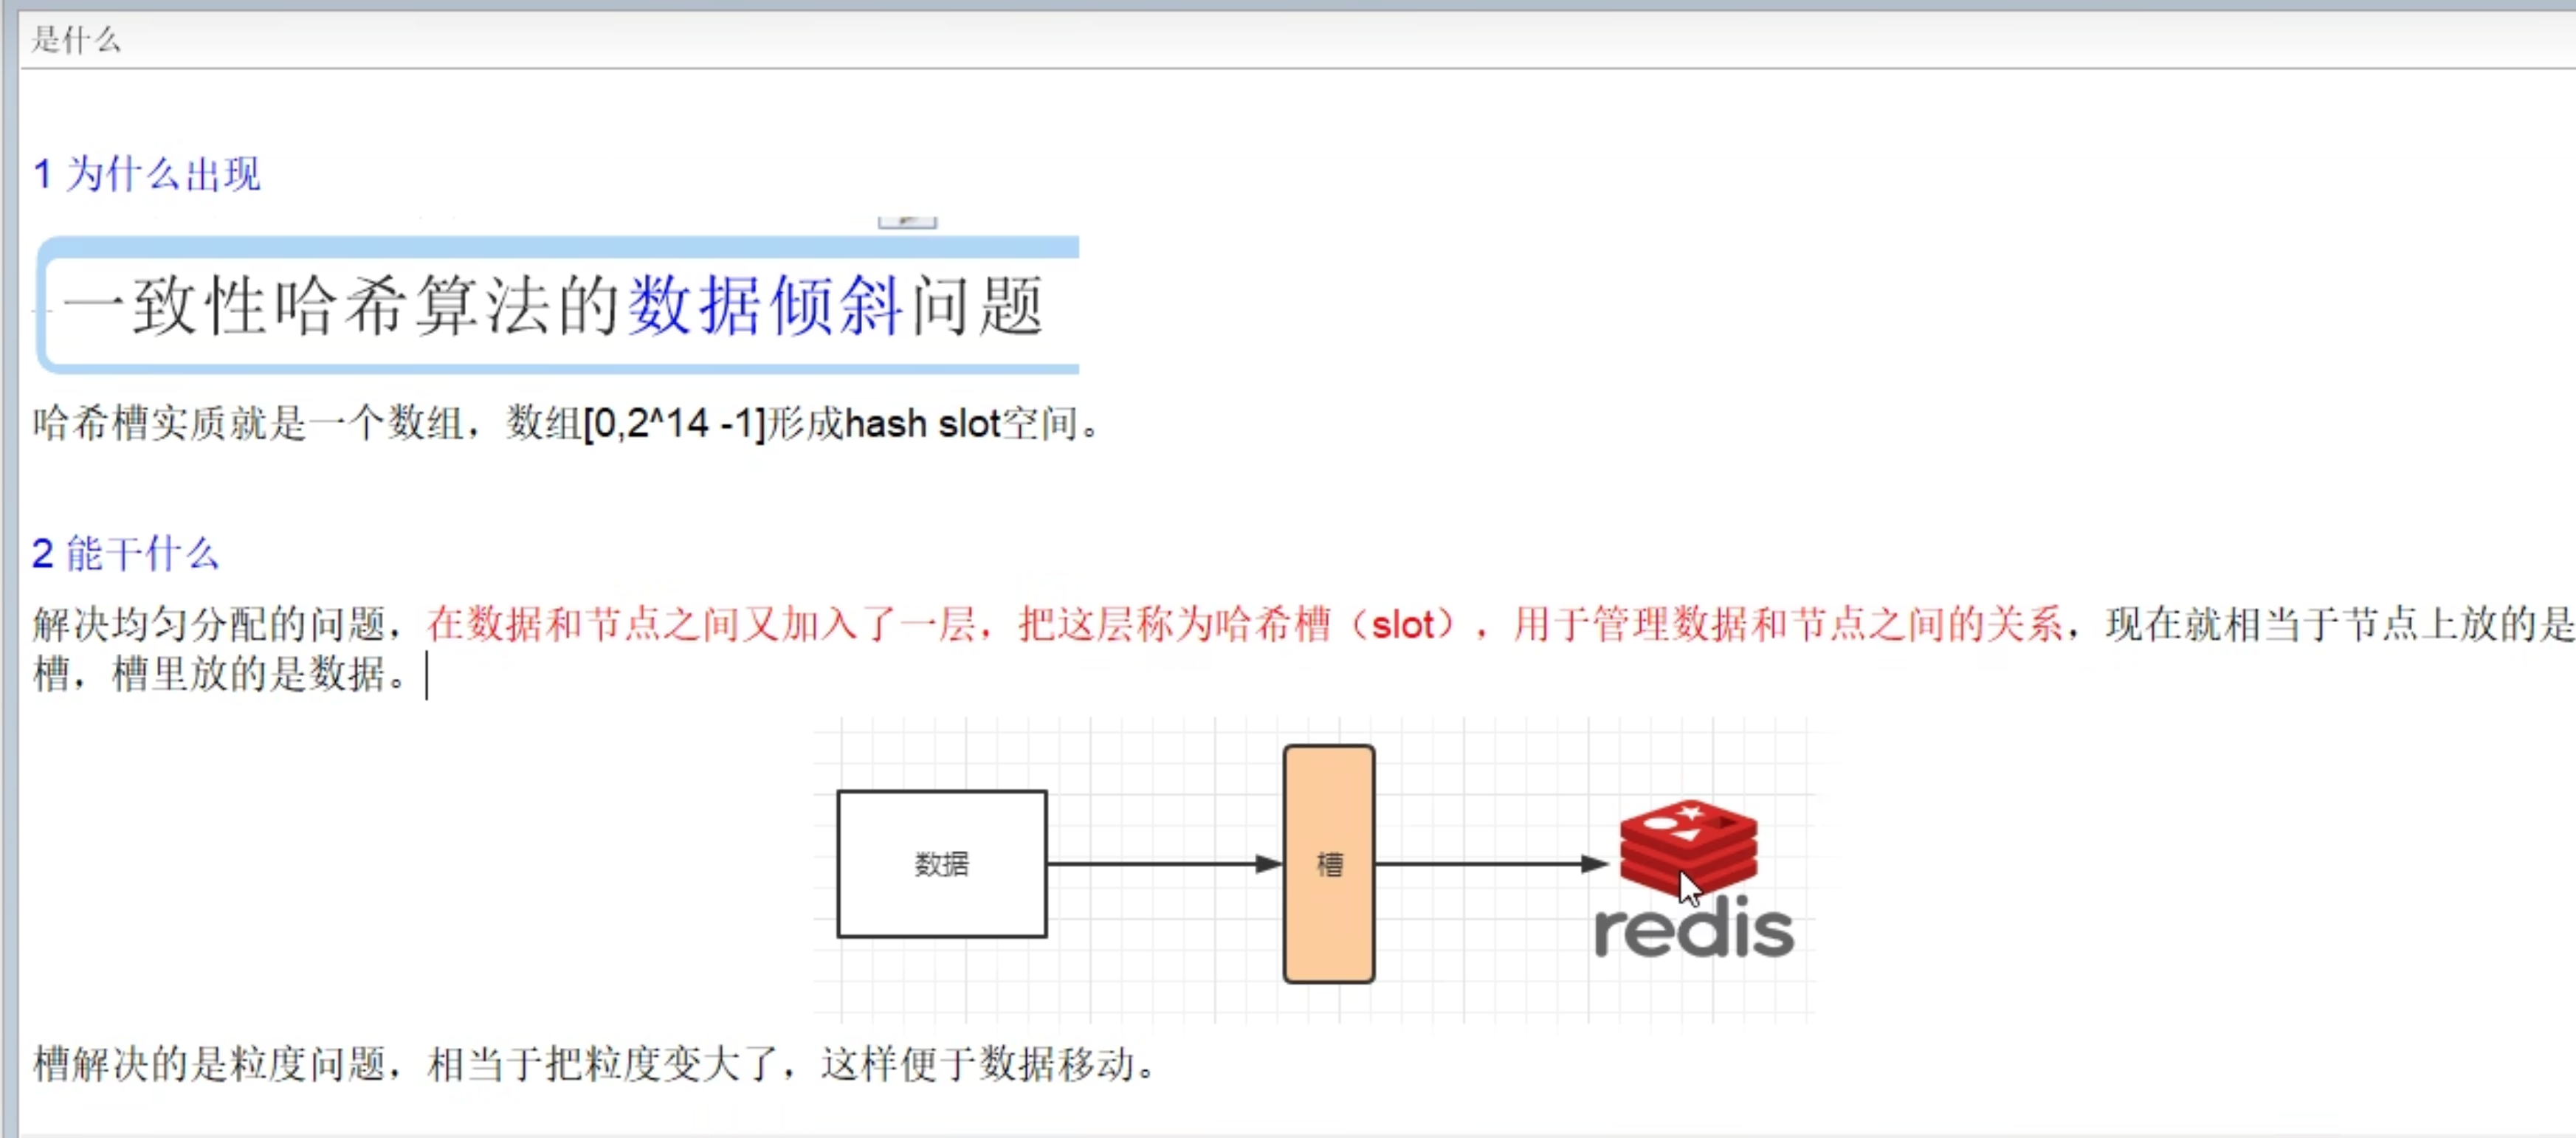 是什么
1 为什么出现
一致性哈希算法的数据倾斜问题
哈希槽实质就是一个数组，数组[0,2^14 -1]形成hash slot空间。
2 能干什么
解决均匀分配的问题，在数据和节点之间又加入了一层，把这层称为哈希槽（slot），用于管理数据和节点之间的关系，现在就相当于节点上放的是
槽，槽里放的是数据。
数据
槽
redis
槽解决的是粒度问题，相当于把粒度变大了，这样便于数据移动。